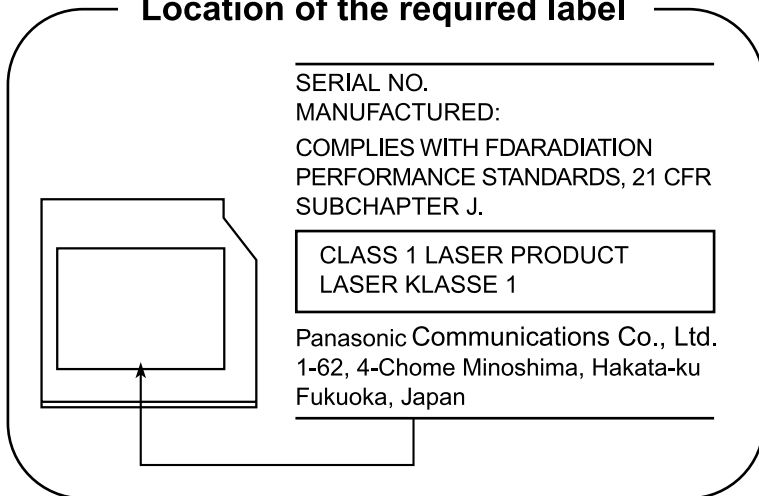 Location of the required label
SERIAL NO.
MANUFACTURED:
COMPLIES WITH FDARADIATION
PERFORMANCE STANDARDS, 21 CFR
SUBCHAPTER J.
CLASS 1 LASER PRODUCT
LASER KLASSE 1
Panasonic Communications Co., Ltd.
1-62, 4-Chome Minoshima, Hakata-ku
Fukuoka, Japan